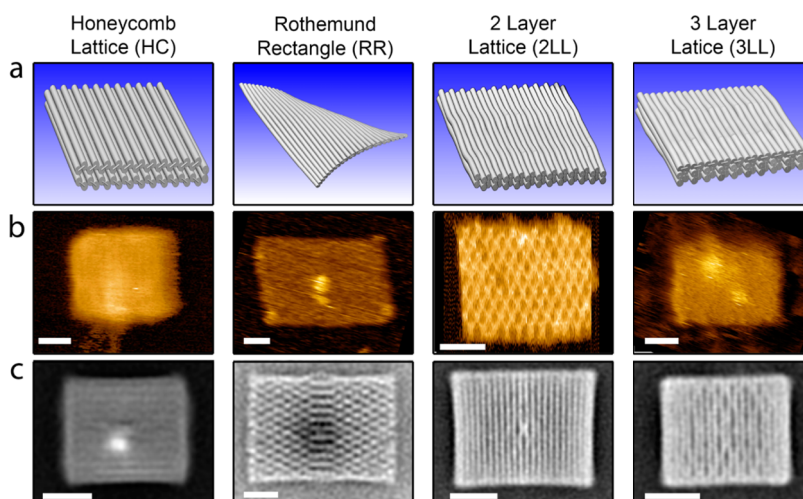 Honeycomb
Lattice (HC)
Rothemund
Rectangle (RR)
2 Layer
Lattice (2LL)
3 Layer
Latice (3LL)
a
b
c